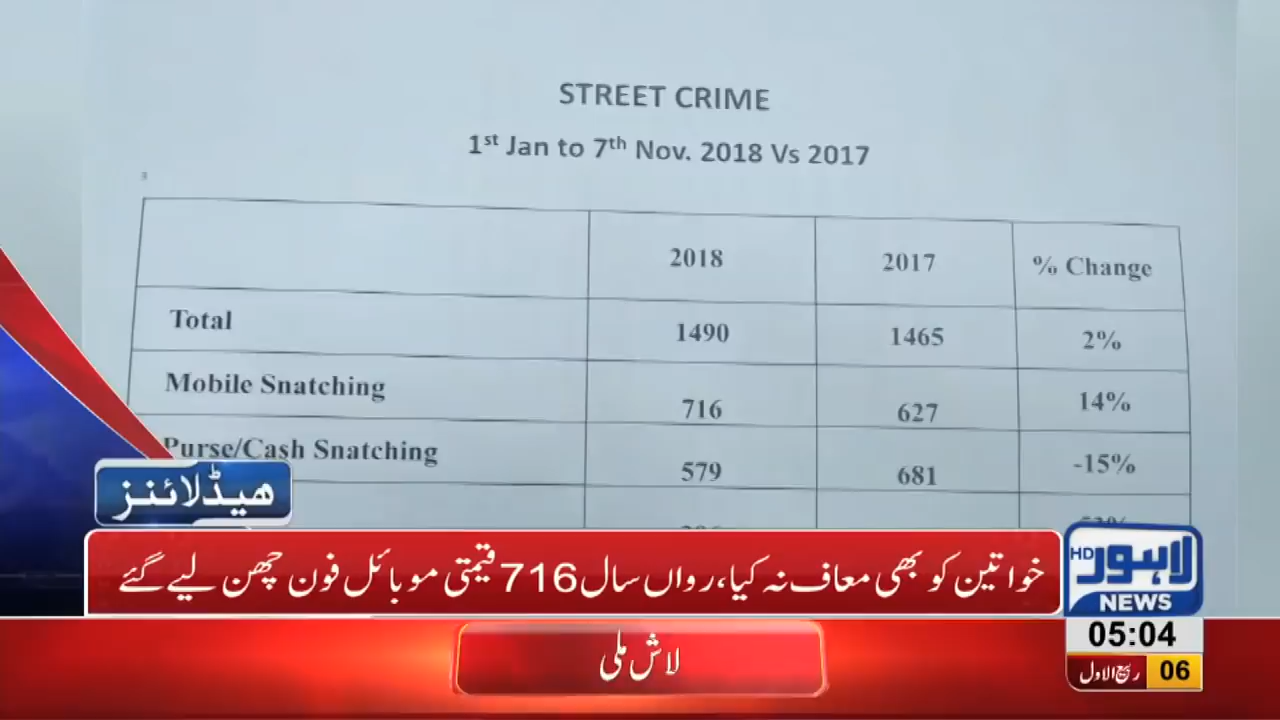 STREET CRIME
1st Jan to 7th Nov. 2018 Vs 2017
2018 2017 % Change
Total 1490 1465 2%
Mobile Snatching 716 627 14%
Purse/Cash Snatching 579 681 -15%
ھیڈلائنز
خواتین کو بھی معاف نہ کیا، رواں سال 716 قیمتی موبائل فون چھن لیے گئے
HD لاہور
NEWS
05:04
لاش ملی
06 ربیع الاول